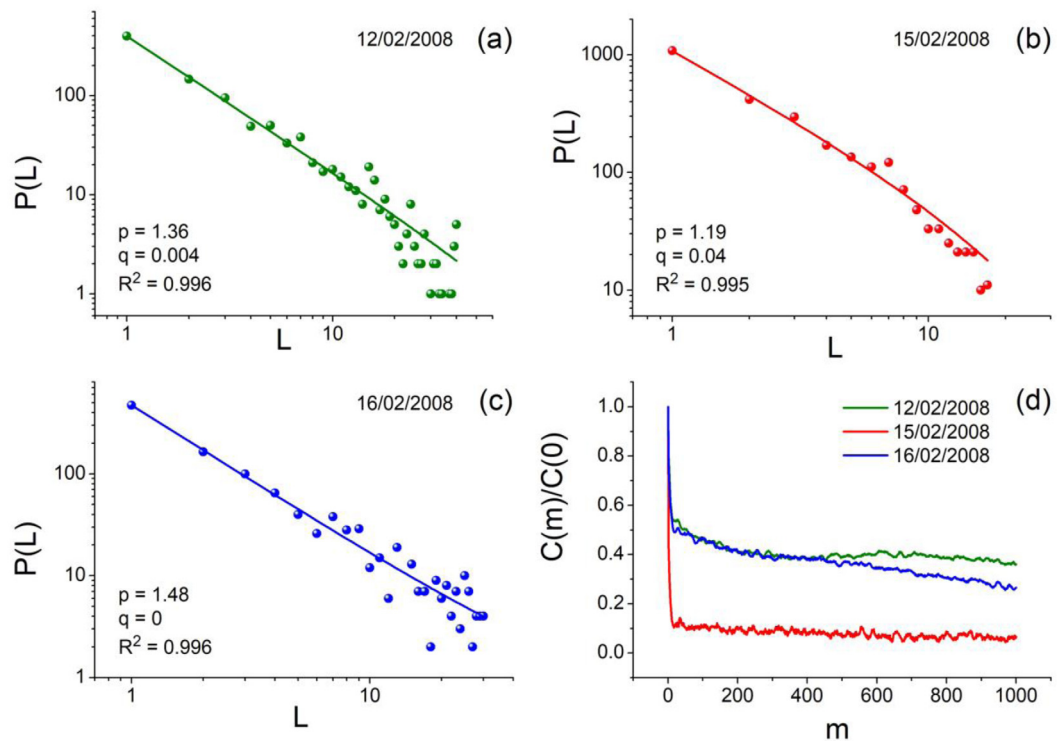 12/02/2008 (a)
100
10
1
P(L)
p = 1.36
q = 0.004
R² = 0.996
1 10
L
15/02/2008 (b)
1000
100
10
P(L)
p = 1.19
q = 0.04
R² = 0.995
1 10
L
16/02/2008 (c)
100
10
1
P(L)
p = 1.48
q = 0
R² = 0.996
1 10
L
(d)
12/02/2008
15/02/2008
16/02/2008
1.0
0.8
0.6
0.4
0.2
0.0
C(m)/C(0)
0 200 400 600 800 1000
m